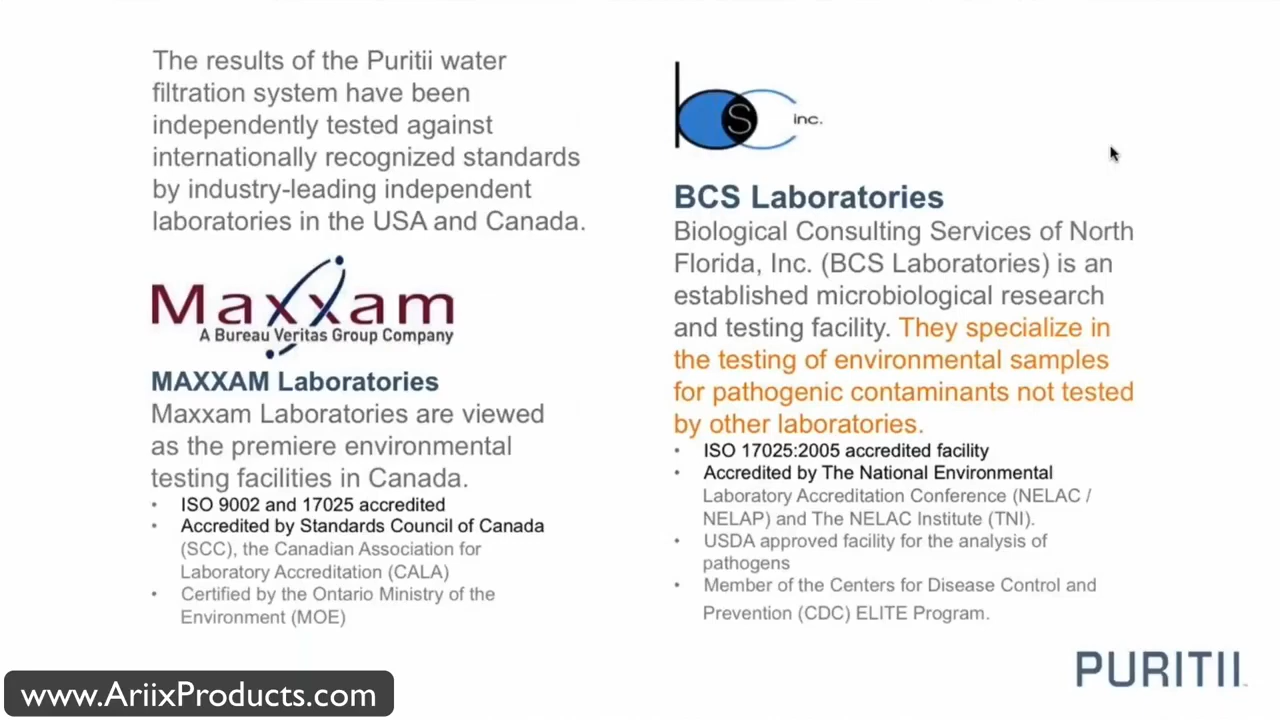 The results of the Puritii water
filtration system have been
independently tested against
internationally recognized standards
by industry-leading independent
laboratories in the USA and Canada.
Maxxam
A Bureau Veritas Group Company
MAXXAM Laboratories
Maxxam Laboratories are viewed
as the premiere environmental
testing facilities in Canada.
• ISO 9002 and 17025 accredited
• Accredited by Standards Council of Canada
(SCC), the Canadian Association for
Laboratory Accreditation (CALA)
• Certified by the Ontario Ministry of the
Environment (MOE)
bsc inc.
BCS Laboratories
Biological Consulting Services of North
Florida, Inc. (BCS Laboratories) is an
established microbiological research
and testing facility. They specialize in
the testing of environmental samples
for pathogenic contaminants not tested
by other laboratories.
• ISO 17025:2005 accredited facility
• Accredited by The National Environmental
Laboratory Accreditation Conference (NELAC /
NELAP) and The NELAC Institute (TNI).
• USDA approved facility for the analysis of
pathogens
• Member of the Centers for Disease Control and
Prevention (CDC) ELITE Program.
PURITII
www.AriixProducts.com